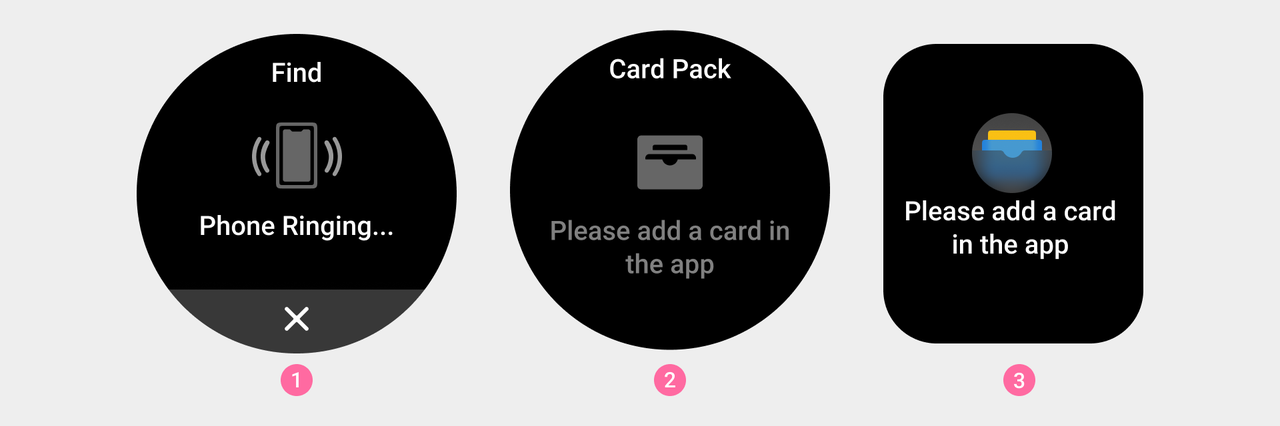 Find
Phone Ringing...
1
Card Pack
Please add a card in
the app
2
Please add a card
in the app
3